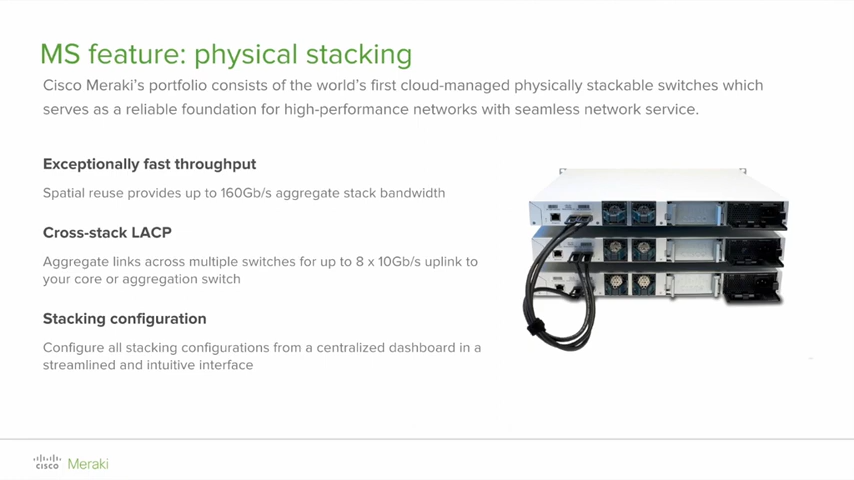 MS feature: physical stacking
Cisco Meraki's portfolio consists of the world's first cloud-managed physically stackable switches which
serves as a reliable foundation for high-performance networks with seamless network service.
Exceptionally fast throughput
Spatial reuse provides up to 160Gb/s aggregate stack bandwidth
Cross-stack LACP
Aggregate links across multiple switches for up to 8 x 10Gb/s uplink to
your core or aggregation switch
Stacking configuration
Configure all stacking configurations from a centralized dashboard in a
streamlined and intuitive interface
cisco Meraki